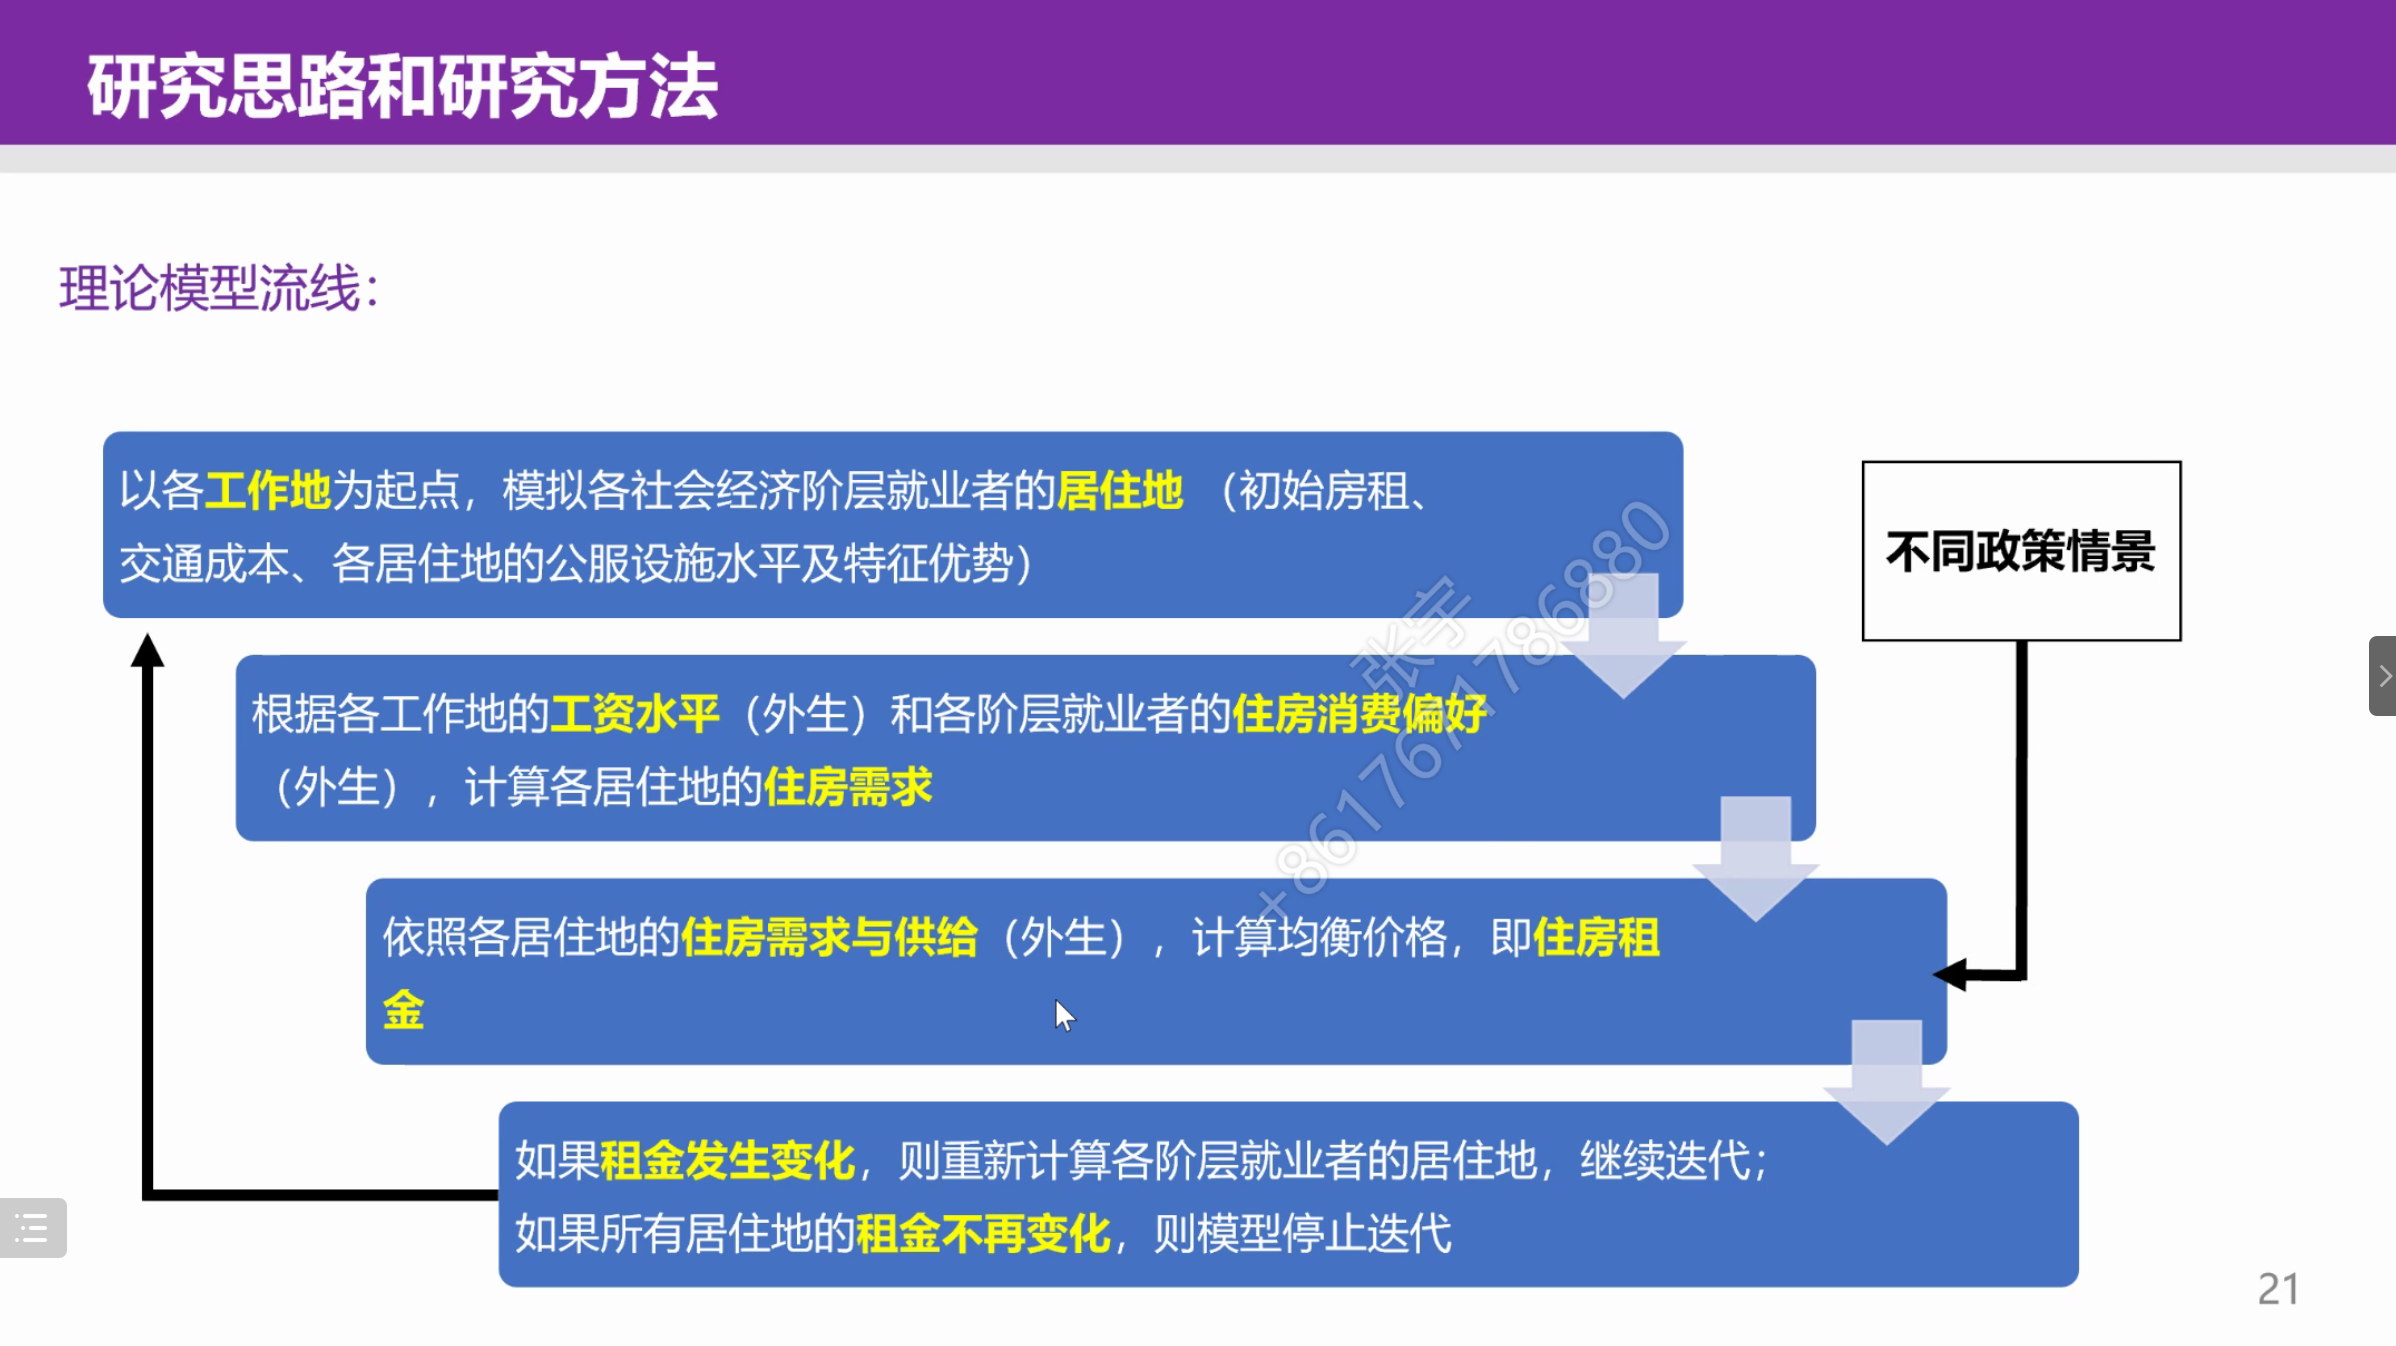 研究思路和研究方法
理论模型流线：
以各工作地为起点，模拟各社会经济阶层就业者的居住地 （初始房租、
交通成本、各居住地的公服设施水平及特征优势）
不同政策情景
根据各工作地的工资水平（外生）和各阶层就业者的住房消费偏好
（外生），计算各居住地的住房需求
依照各居住地的住房需求与供给（外生），计算均衡价格，即住房租
金
如果租金发生变化，则重新计算各阶层就业者的居住地，继续迭代；
如果所有居住地的租金不再变化，则模型停止迭代
张宇
+8617671786880
21